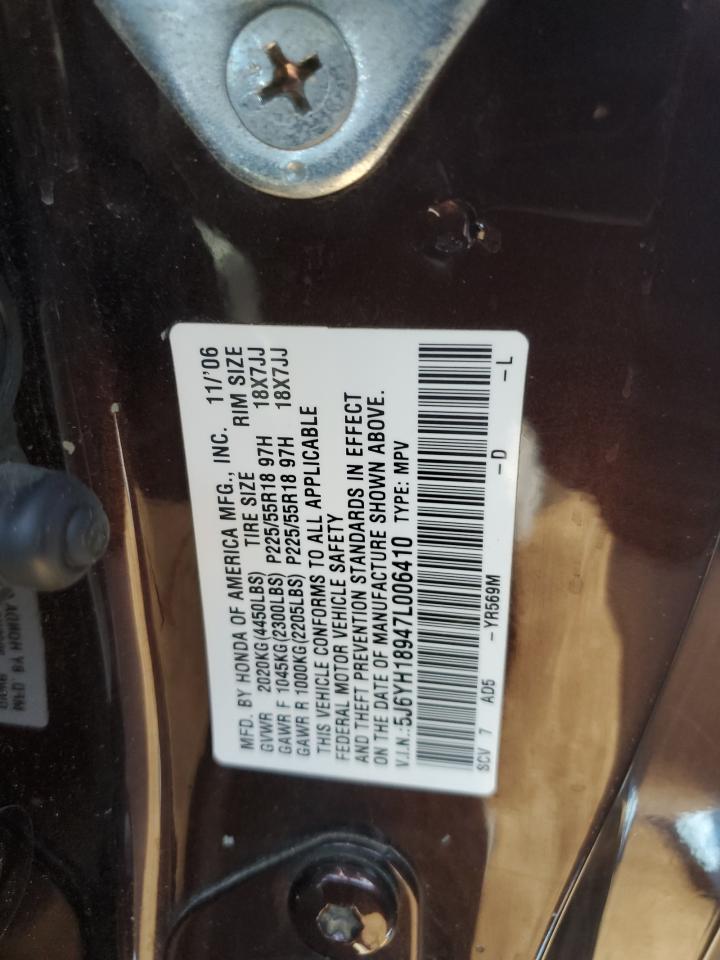 MFD. BY HONDA OF AMERICA MFG., INC. 11/'06
GVWR 2020KG(4450LBS) TIRE SIZE RIM SIZE
GAWR F 1045KG(2300LBS) P225/55R18 97H 18X7JJ
GAWR R 1000KG(2205LBS) P225/55R18 97H 18X7JJ
THIS VEHICLE CONFORMS TO ALL APPLICABLE
FEDERAL MOTOR VEHICLE SAFETY
AND THEFT PREVENTION STANDARDS IN EFFECT
ON THE DATE OF MANUFACTURE SHOWN ABOVE.
V.I.N.:5J6YH18947L006410 TYPE: MPV
SCV 7 AD5 -YR569M -D -L